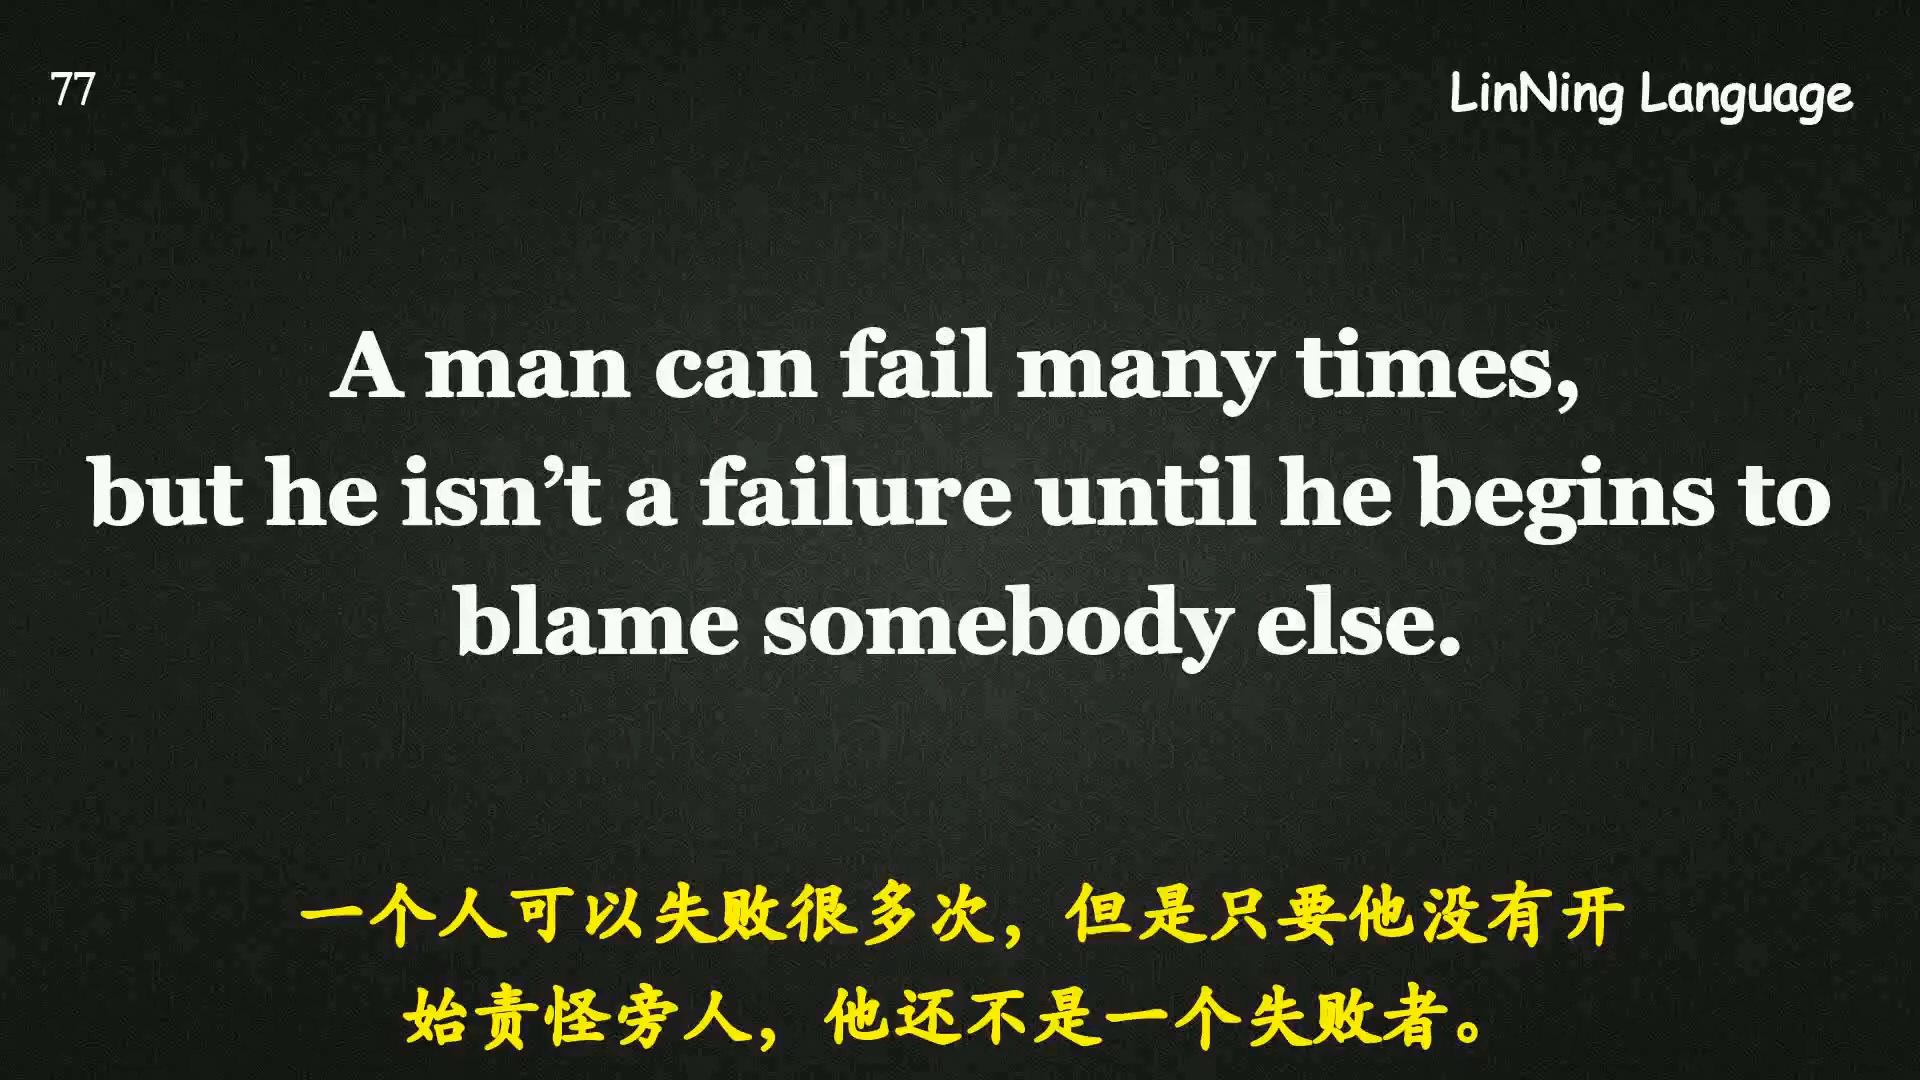 77
LinNing Language
A man can fail many times,
but he isn’t a failure until he begins to
blame somebody else.
一个人可以失败很多次，但是只要他没有开
始责怪旁人，他还不是一个失败者。